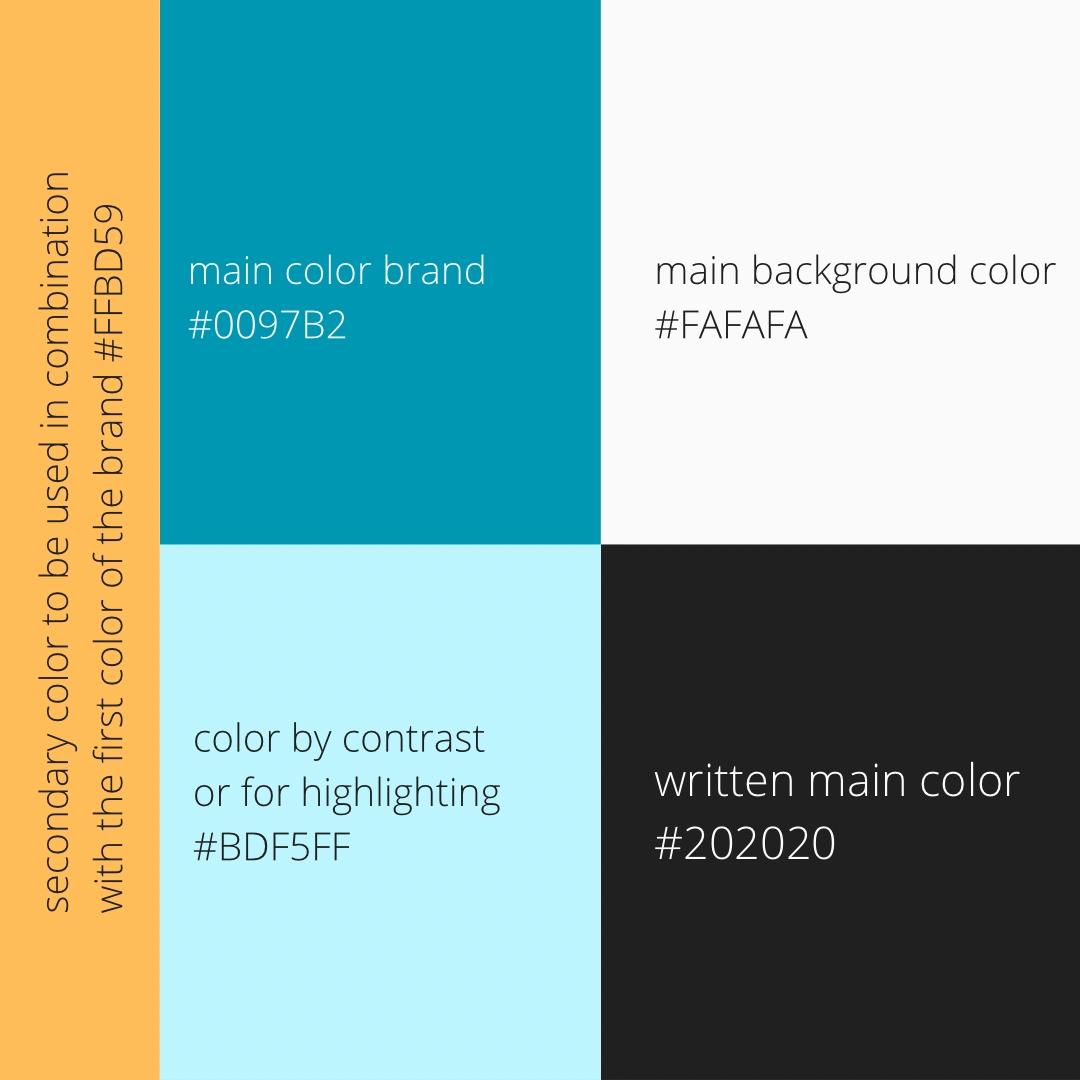 secondary color to be used in combination
with the first color of the brand #FFBD59
main color brand
#0097B2
main background color
#FAFAFA
color by contrast
or for highlighting
#BDF5FF
written main color
#202020